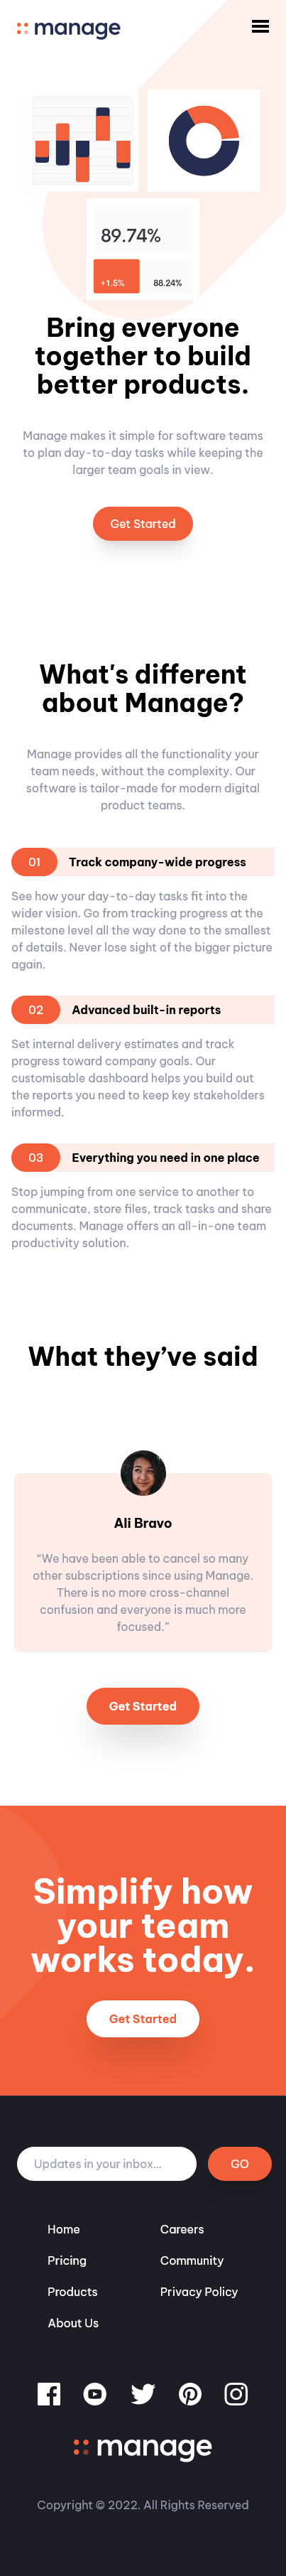 manage
89.74%
+1.5%
88.24%
Bring everyone
together to build
better products.
Manage makes it simple for software teams
to plan day-to-day tasks while keeping the
larger team goals in view.
Get Started
What's different
about Manage?
Manage provides all the functionality your
team needs, without the complexity. Our
software is tailor-made for modern digital
product teams.
01 Track company-wide progress
See how your day-to-day tasks fit into the
wider vision. Go from tracking progress at the
milestone level all the way done to the smallest
of details. Never lose sight of the bigger picture
again.
02 Advanced built-in reports
Set internal delivery estimates and track
progress toward company goals. Our
customisable dashboard helps you build out
the reports you need to keep key stakeholders
informed.
03 Everything you need in one place
Stop jumping from one service to another to
communicate, store files, track tasks and share
documents. Manage offers an all-in-one team
productivity solution.
What they’ve said
Ali Bravo
“We have been able to cancel so many
other subscriptions since using Manage.
There is no more cross-channel
confusion and everyone is much more
focused.”
Get Started
Simplify how
your team
works today.
Get Started
Updates in your inbox... GO
Home
Pricing
Products
About Us
Careers
Community
Privacy Policy
manage
Copyright © 2022. All Rights Reserved